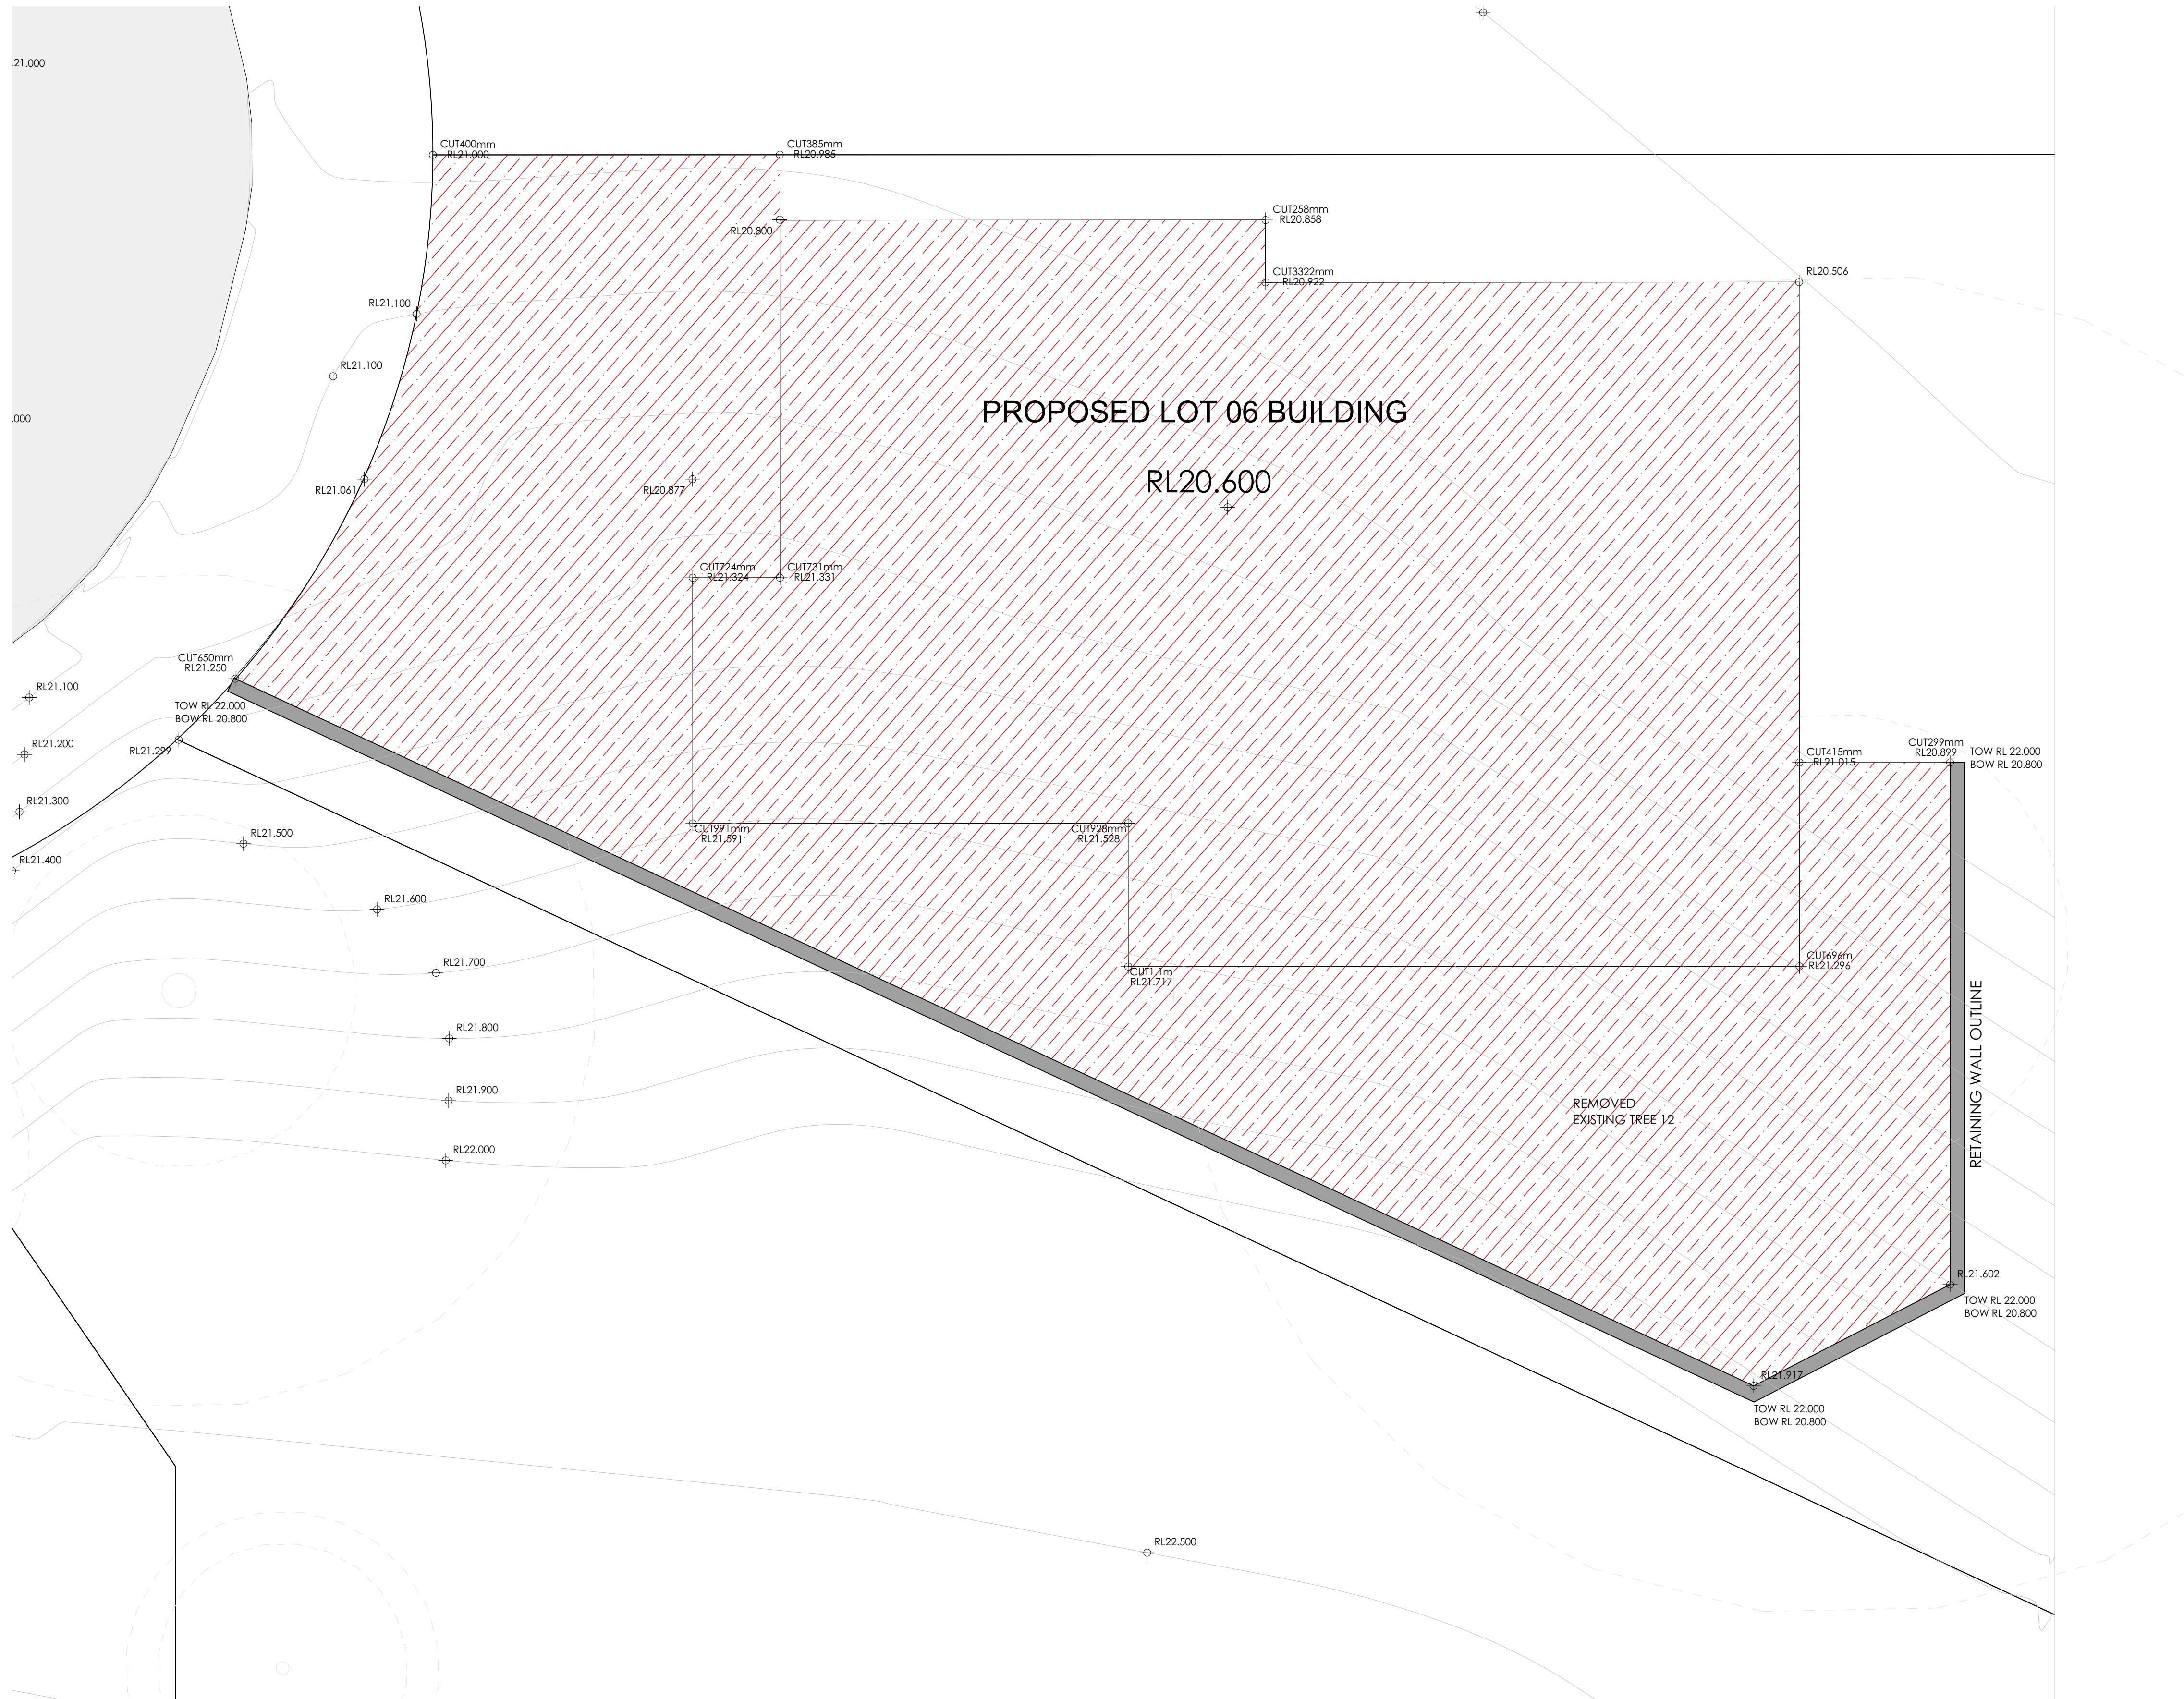 .21.000
CUT400mm
RL21.000
CUT385mm
RL20.985
CUT258mm
RL20.858
RL20.800
CUT3322mm
RL20.922
RL20.506
RL21.100
RL21.100
.000
PROPOSED LOT 06 BUILDING
RL20.600
RL21.061
RL20.877
CUT724mm
RL21.324
CUT731mm
RL21.331
CUT650mm
RL21.250
RL21.100
TOW RL 22.000
BOW RL 20.800
RL21.200
RL21.299
CUT415mm
RL21.015
CUT299mm
RL20.899
TOW RL 22.000
BOW RL 20.800
RL21.300
RL21.500
CUT991mm
RL21.591
CUT928mm
RL21.528
RL21.400
RL21.600
RL21.700
CUT1.1m
RL21.717
CUT696m
RL21.296
RETAINING WALL OUTLINE
RL21.800
RL21.900
REMOVED
EXISTING TREE 12
RL22.000
RL21.602
TOW RL 22.000
BOW RL 20.800
RL21.917
TOW RL 22.000
BOW RL 20.800
RL22.500